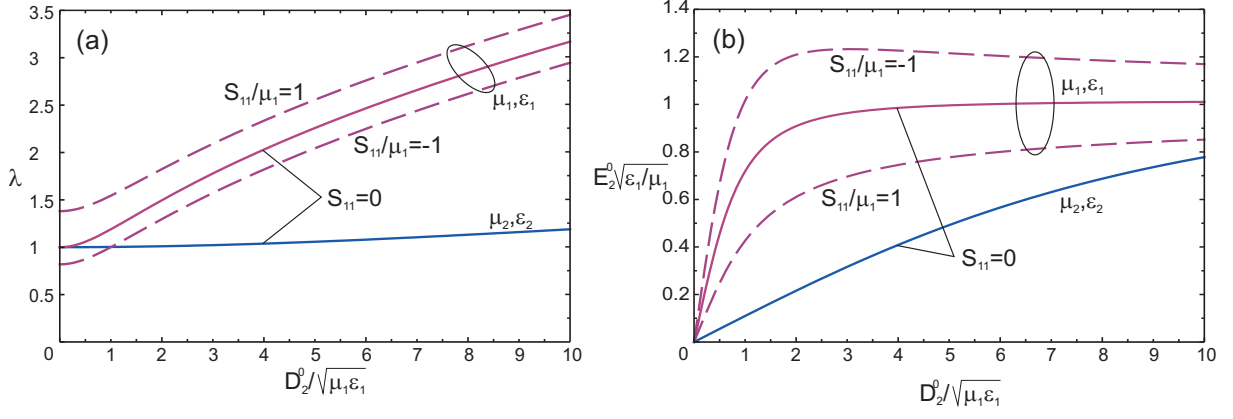 (a)
3.5
3
2.5
2
1.5
1
0.5
λ
S₁₁/μ₁=1
μ₁,ε₁
S₁₁/μ₁=-1
S₁₁=0
μ₂,ε₂
0 1 2 3 4 5 6 7 8 9 10
D₂⁰/√μ₁ε₁
(b)
1.4
1.2
1
0.8
0.6
0.4
0.2
0
E₂⁰√ε₁/μ₁
S₁₁/μ₁=-1
μ₁,ε₁
S₁₁/μ₁=1
μ₂,ε₂
S₁₁=0
0 1 2 3 4 5 6 7 8 9 10
D₂⁰/√μ₁ε₁